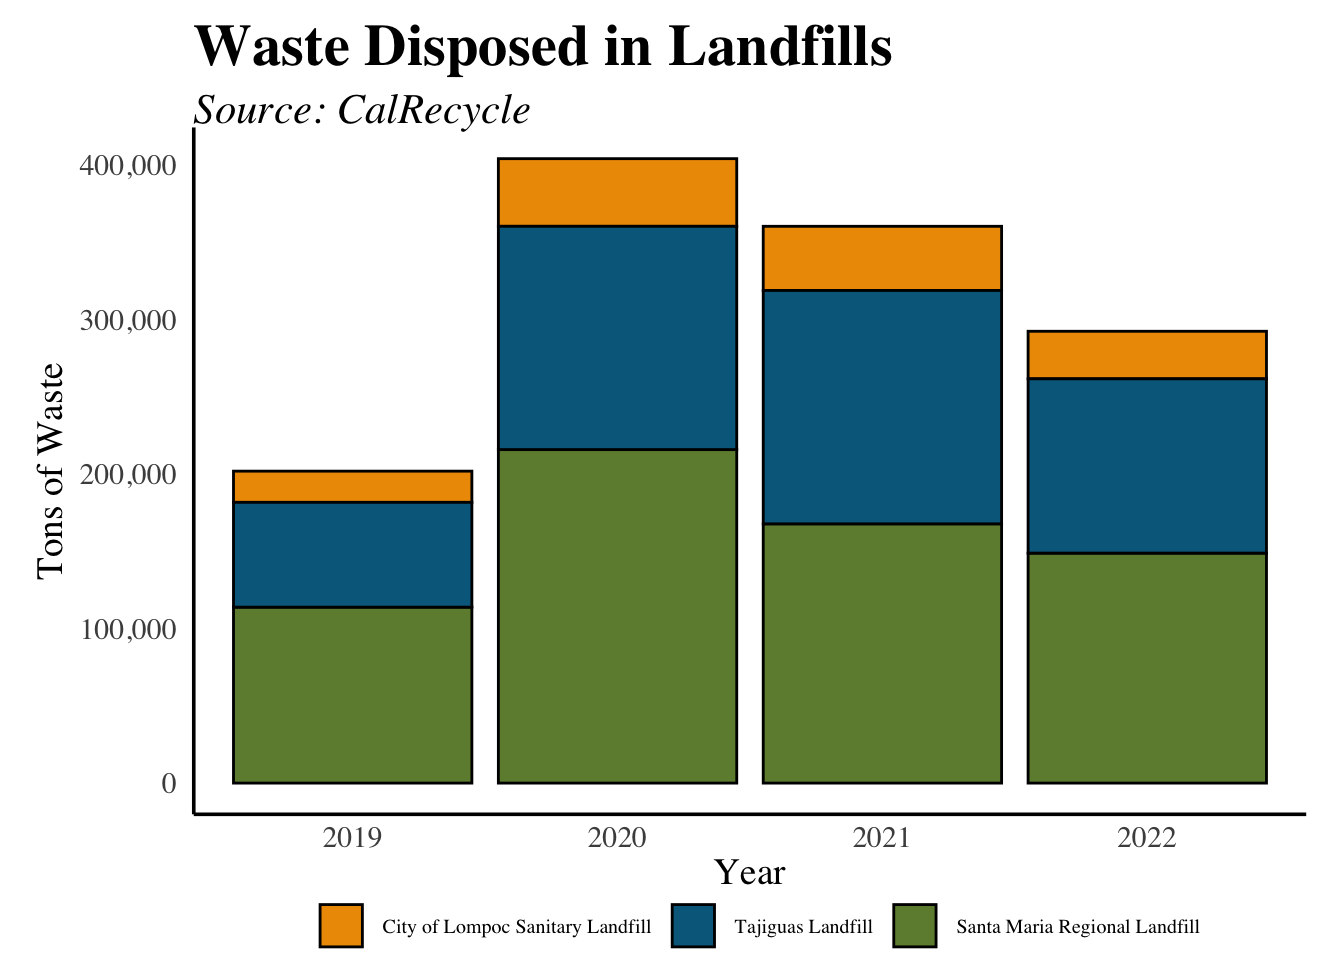 Waste Disposed in Landfills
Source: CalRecycle
400,000
300,000
200,000
100,000
0
Tons of Waste
2019 2020 2021 2022
Year
City of Lompoc Sanitary Landfill Tajiguas Landfill Santa Maria Regional Landfill